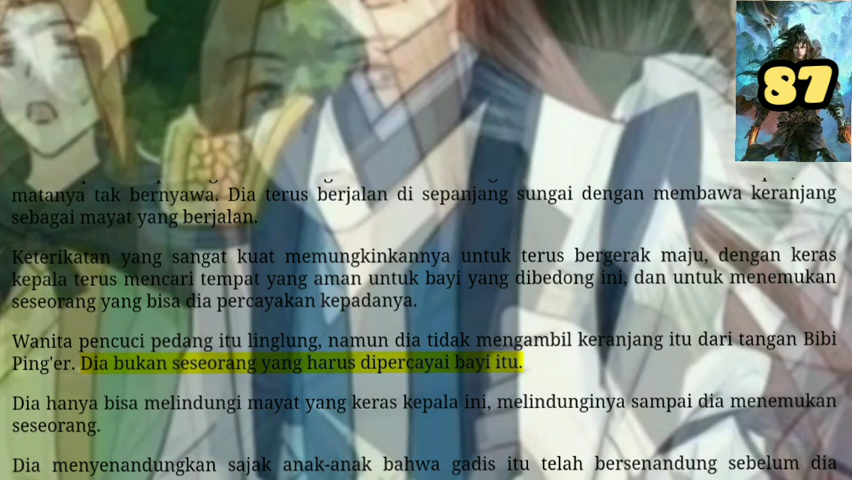 87
matanya tak bernyawa. Dia terus berjalan di sepanjang sungai dengan membawa keranjang
sebagai mayat yang berjalan.
Keterikatan yang sangat kuat memungkinkannya untuk terus bergerak maju, dengan keras
kepala terus mencari tempat yang aman untuk bayi yang dibedong ini, dan untuk menemukan
seseorang yang bisa dia percayakan kepadanya.
Wanita pencuci pedang itu linglung, namun dia tidak mengambil keranjang itu dari tangan Bibi
Ping'er. Dia bukan seseorang yang harus dipercayai bayi itu.
Dia hanya bisa melindungi mayat yang keras kepala ini, melindunginya sampai dia menemukan
seseorang.
Dia menyenandungkan sajak anak-anak bahwa gadis itu telah bersenandung sebelum dia